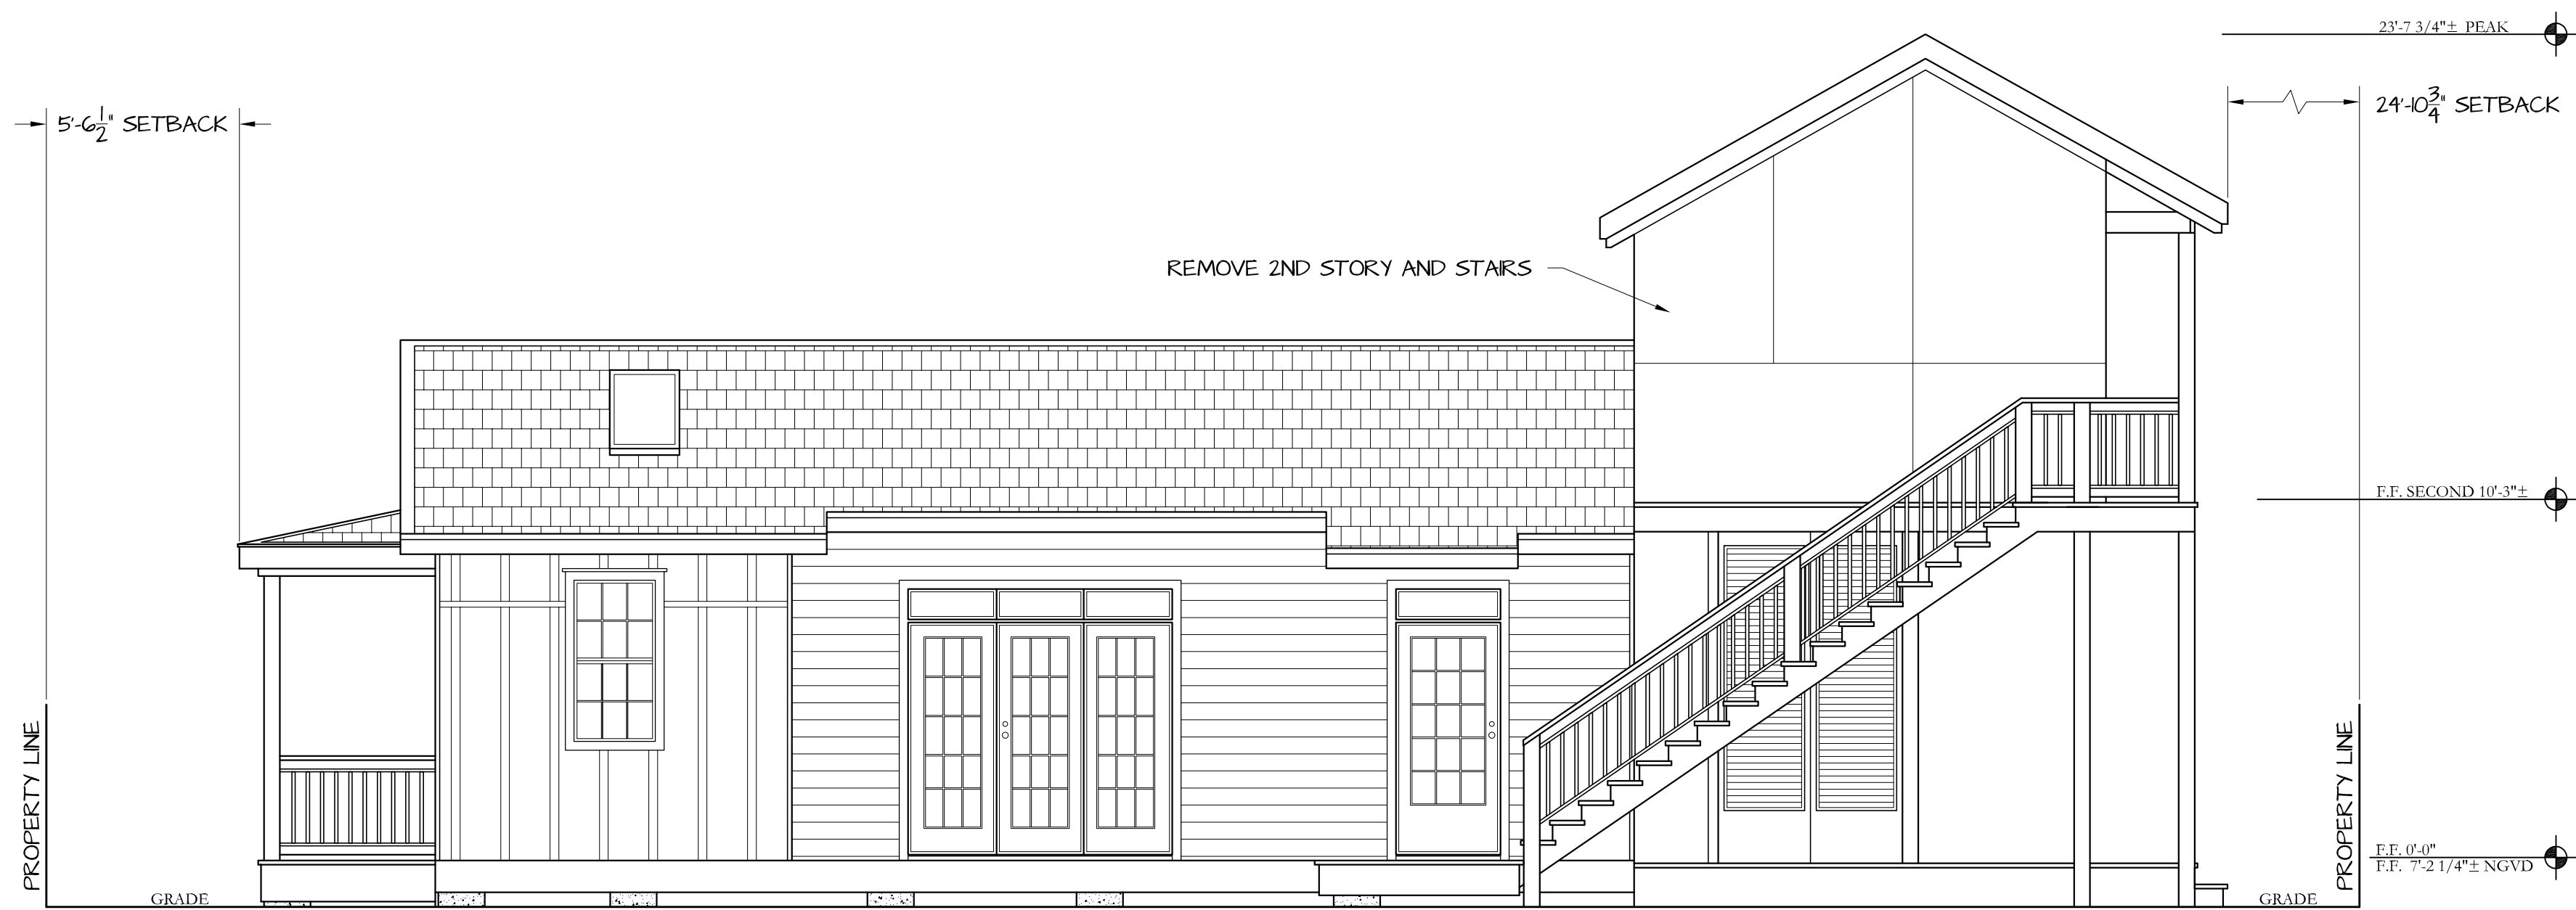 23'-7 3/4"± PEAK
5'-6 1/2" SETBACK
24'-10 3/4" SETBACK
REMOVE 2ND STORY AND STAIRS
F.F. SECOND 10'-3"±
PROPERTY LINE
PROPERTY LINE
F.F. 0'-0"
F.F. 7'-2 1/4"± NGVD
GRADE
GRADE